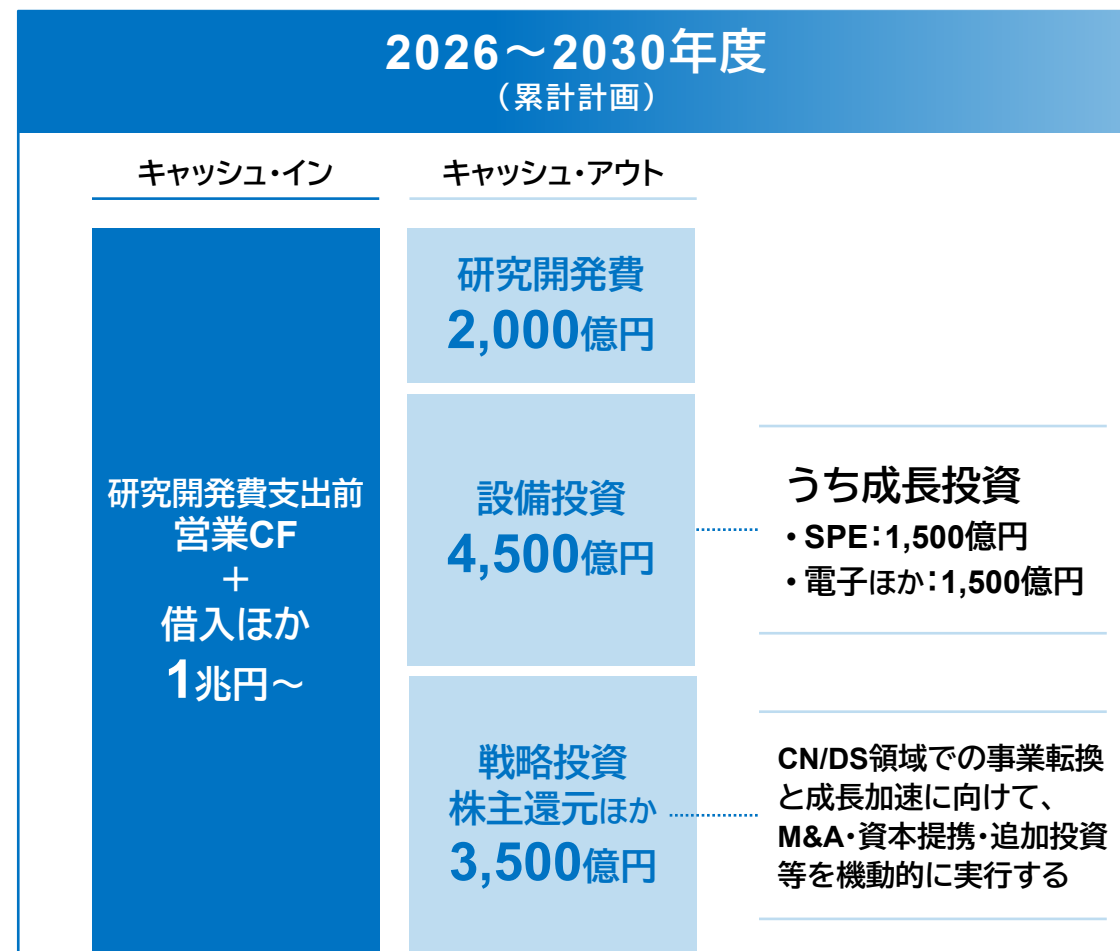 2026～2030年度
（累計計画）
キャッシュ・イン
キャッシュ・アウト
研究開発費支出前
営業CF
＋
借入ほか
1兆円～
研究開発費
2,000億円
設備投資
4,500億円
うち成長投資
・SPE：1,500億円
・電子ほか：1,500億円
戦略投資
株主還元ほか
3,500億円
CN/DS領域での事業転換
と成長加速に向けて、
M&A・資本提携・追加投資
等を機動的に実行する